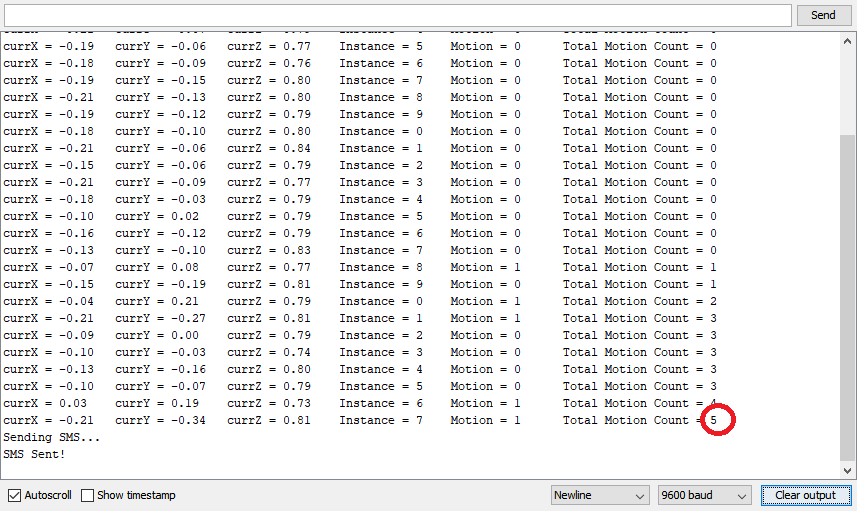 Send
currX = -0.19 currY = -0.06 currZ = 0.77 Instance = 5 Motion = 0 Total Motion Count = 0
currX = -0.18 currY = -0.09 currZ = 0.76 Instance = 6 Motion = 0 Total Motion Count = 0
currX = -0.19 currY = -0.15 currZ = 0.80 Instance = 7 Motion = 0 Total Motion Count = 0
currX = -0.21 currY = -0.13 currZ = 0.80 Instance = 8 Motion = 0 Total Motion Count = 0
currX = -0.19 currY = -0.12 currZ = 0.79 Instance = 9 Motion = 0 Total Motion Count = 0
currX = -0.18 currY = -0.10 currZ = 0.80 Instance = 0 Motion = 0 Total Motion Count = 0
currX = -0.21 currY = -0.06 currZ = 0.84 Instance = 1 Motion = 0 Total Motion Count = 0
currX = -0.15 currY = -0.06 currZ = 0.79 Instance = 2 Motion = 0 Total Motion Count = 0
currX = -0.21 currY = -0.09 currZ = 0.77 Instance = 3 Motion = 0 Total Motion Count = 0
currX = -0.18 currY = -0.03 currZ = 0.79 Instance = 4 Motion = 0 Total Motion Count = 0
currX = -0.10 currY = 0.02 currZ = 0.79 Instance = 5 Motion = 0 Total Motion Count = 0
currX = -0.16 currY = -0.12 currZ = 0.79 Instance = 6 Motion = 0 Total Motion Count = 0
currX = -0.13 currY = -0.10 currZ = 0.83 Instance = 7 Motion = 0 Total Motion Count = 0
currX = -0.07 currY = 0.08 currZ = 0.77 Instance = 8 Motion = 1 Total Motion Count = 1
currX = -0.15 currY = -0.19 currZ = 0.81 Instance = 9 Motion = 0 Total Motion Count = 1
currX = -0.04 currY = 0.21 currZ = 0.79 Instance = 0 Motion = 1 Total Motion Count = 2
currX = -0.21 currY = -0.27 currZ = 0.81 Instance = 1 Motion = 1 Total Motion Count = 3
currX = -0.09 currY = 0.00 currZ = 0.79 Instance = 2 Motion = 0 Total Motion Count = 3
currX = -0.10 currY = -0.03 currZ = 0.74 Instance = 3 Motion = 0 Total Motion Count = 3
currX = -0.13 currY = -0.16 currZ = 0.80 Instance = 4 Motion = 0 Total Motion Count = 3
currX = -0.10 currY = -0.07 currZ = 0.79 Instance = 5 Motion = 0 Total Motion Count = 3
currX = 0.03 currY = 0.19 currZ = 0.73 Instance = 6 Motion = 1 Total Motion Count = 4
currX = -0.21 currY = -0.34 currZ = 0.81 Instance = 7 Motion = 1 Total Motion Count = 5
Sending SMS...
SMS Sent!
Autoscroll Show timestamp Newline 9600 baud Clear output